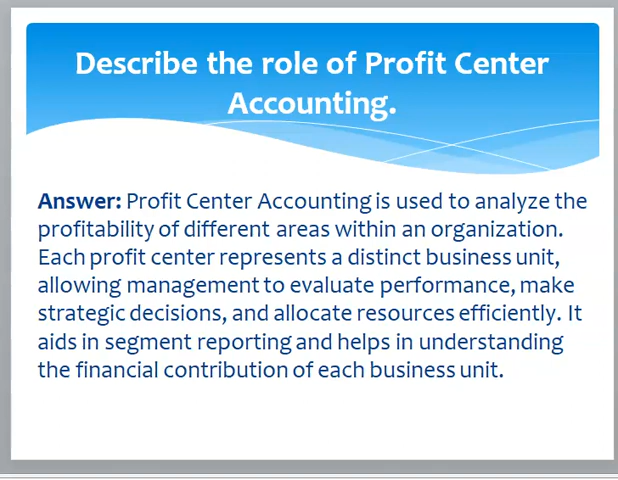 Describe the role of Profit Center
Accounting.
Answer: Profit Center Accounting is used to analyze the
profitability of different areas within an organization.
Each profit center represents a distinct business unit,
allowing management to evaluate performance, make
strategic decisions, and allocate resources efficiently. It
aids in segment reporting and helps in understanding
the financial contribution of each business unit.